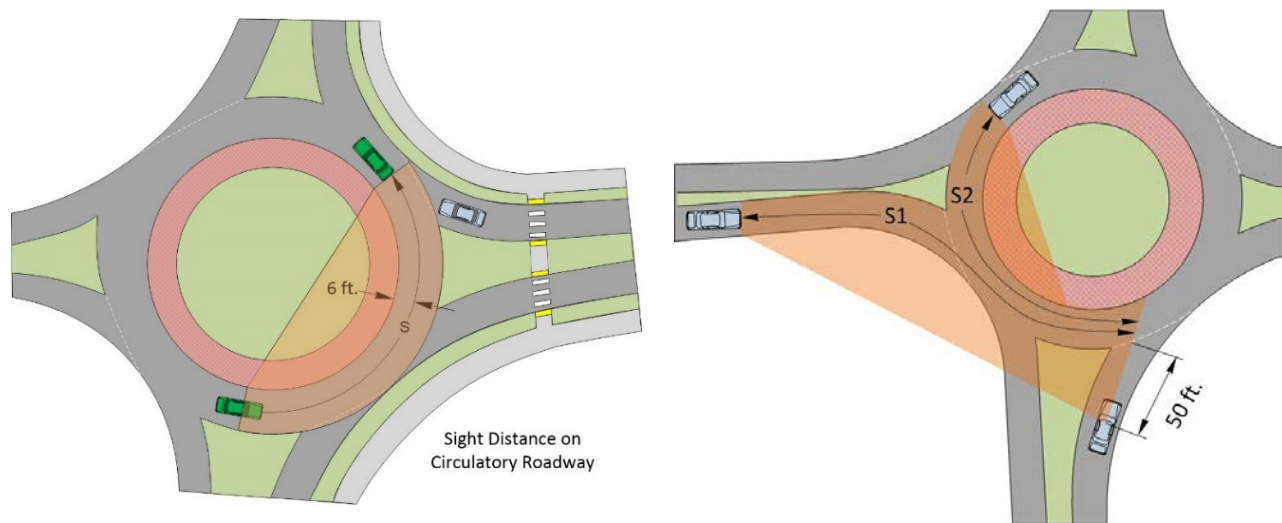 6 ft.
S
Sight Distance on
Circulatory Roadway
S1
S2
50 ft.